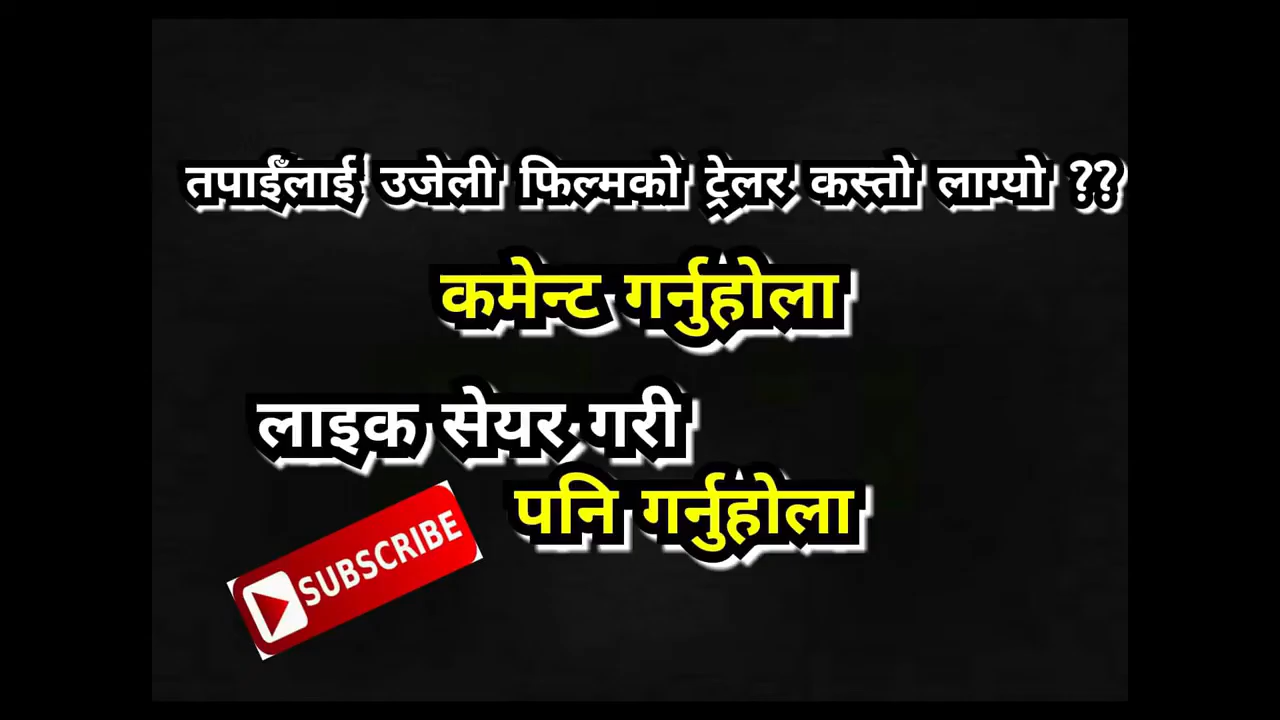 तपाईँलाई उजेली फिल्मको ट्रेलर कस्तो लाग्यो ??
कमेन्ट गर्नुहोला
लाइक सेयर गरी
SUBSCRIBE पनि गर्नुहोला